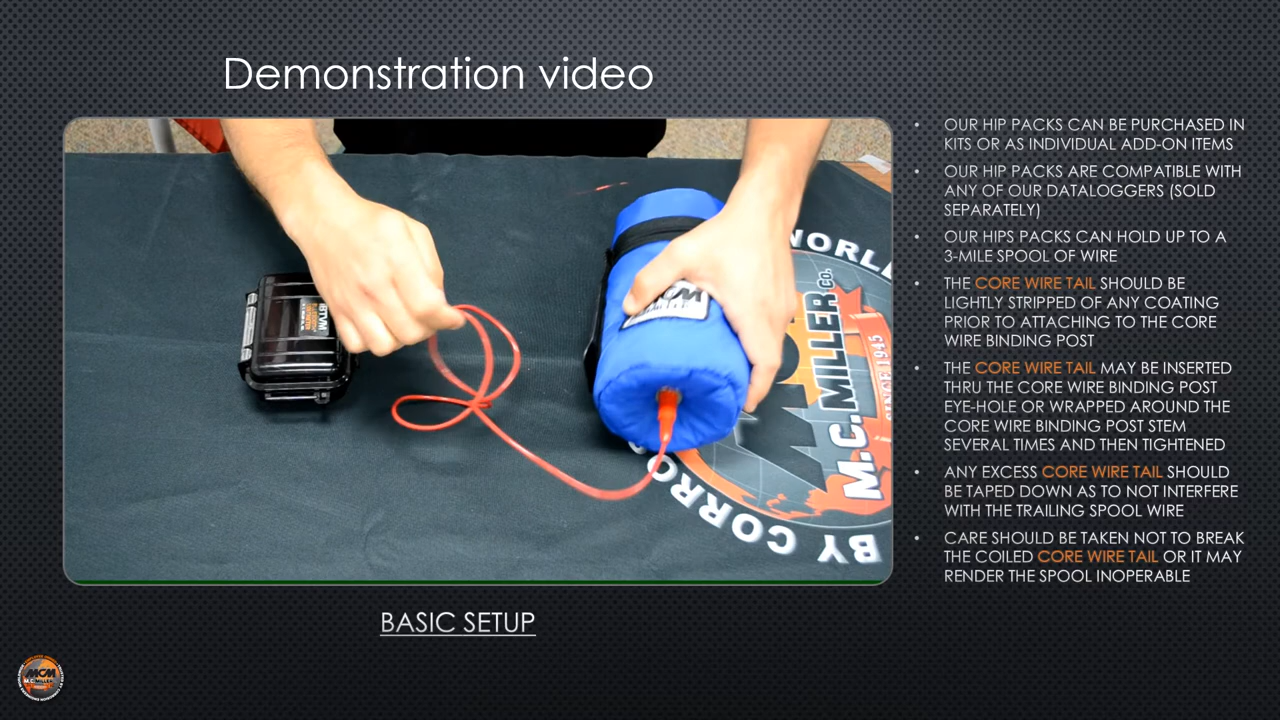 Demonstration video
• OUR HIP PACKS CAN BE PURCHASED IN
KITS OR AS INDIVIDUAL ADD-ON ITEMS
• OUR HIP PACKS ARE COMPATIBLE WITH
ANY OF OUR DATALOGGERS (SOLD
SEPARATELY)
• OUR HIPS PACKS CAN HOLD UP TO A
3-MILE SPOOL OF WIRE
• THE CORE WIRE TAIL SHOULD BE
LIGHTLY STRIPPED OF ANY COATING
PRIOR TO ATTACHING TO THE CORE
WIRE BINDING POST
• THE CORE WIRE TAIL MAY BE INSERTED
THRU THE CORE WIRE BINDING POST
EYE-HOLE OR WRAPPED AROUND THE
CORE WIRE BINDING POST STEM
SEVERAL TIMES AND THEN TIGHTENED
• ANY EXCESS CORE WIRE TAIL SHOULD
BE TAPED DOWN AS TO NOT INTERFERE
WITH THE TRAILING SPOOL WIRE
• CARE SHOULD BE TAKEN NOT TO BREAK
THE COILED CORE WIRE TAIL OR IT MAY
RENDER THE SPOOL INOPERABLE
M.C.MILLER CO.
SINCE 1945
BY CORRO
BASIC SETUP
MCM
M.C.MILLER